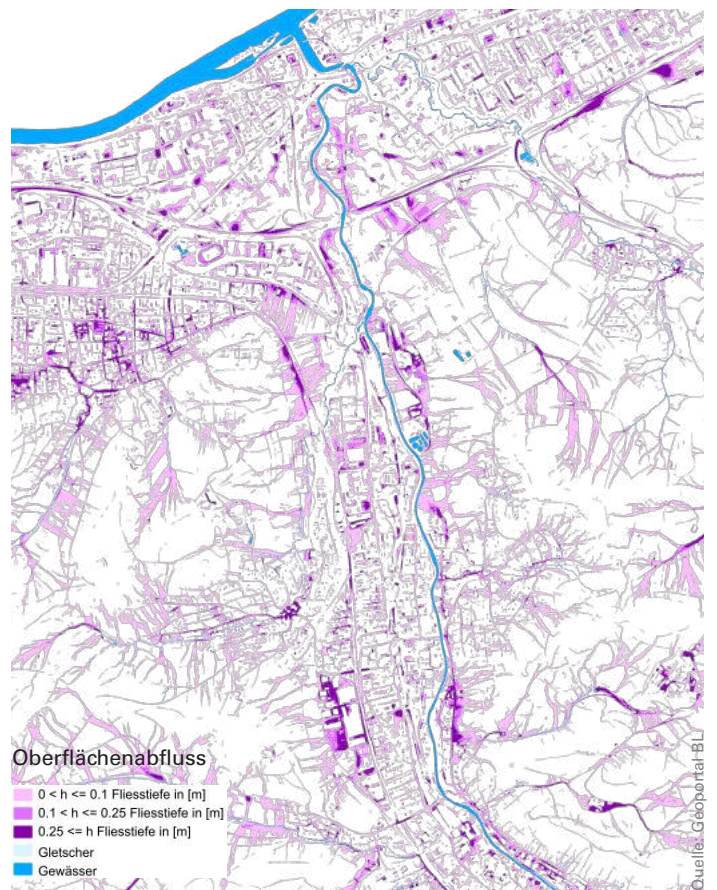 Oberflächenabfluss
0 < h <= 0.1 Fliesstiefe in [m]
0.1 < h <= 0.25 Fliesstiefe in [m]
0.25 <= h Fliesstiefe in [m]
Gletscher
Gewässer
Quelle: Geoportal BL